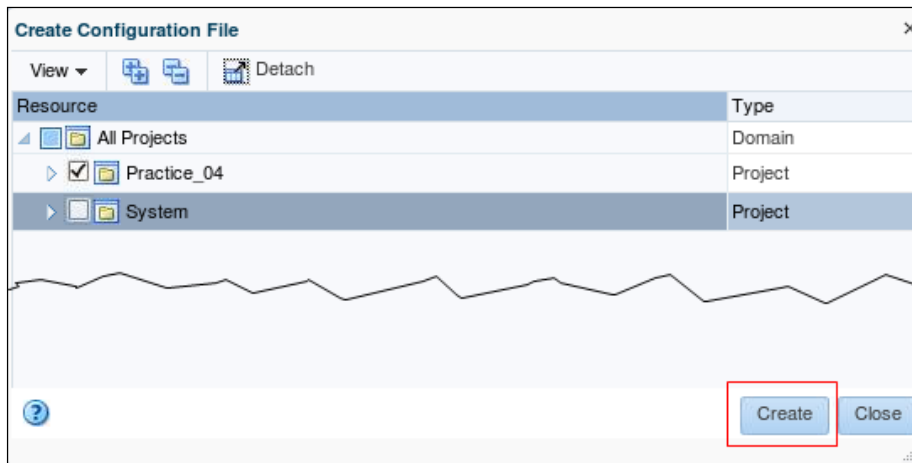 Create Configuration File
View Detach
Resource Type
All Projects Domain
Practice_04 Project
System Project
Create Close